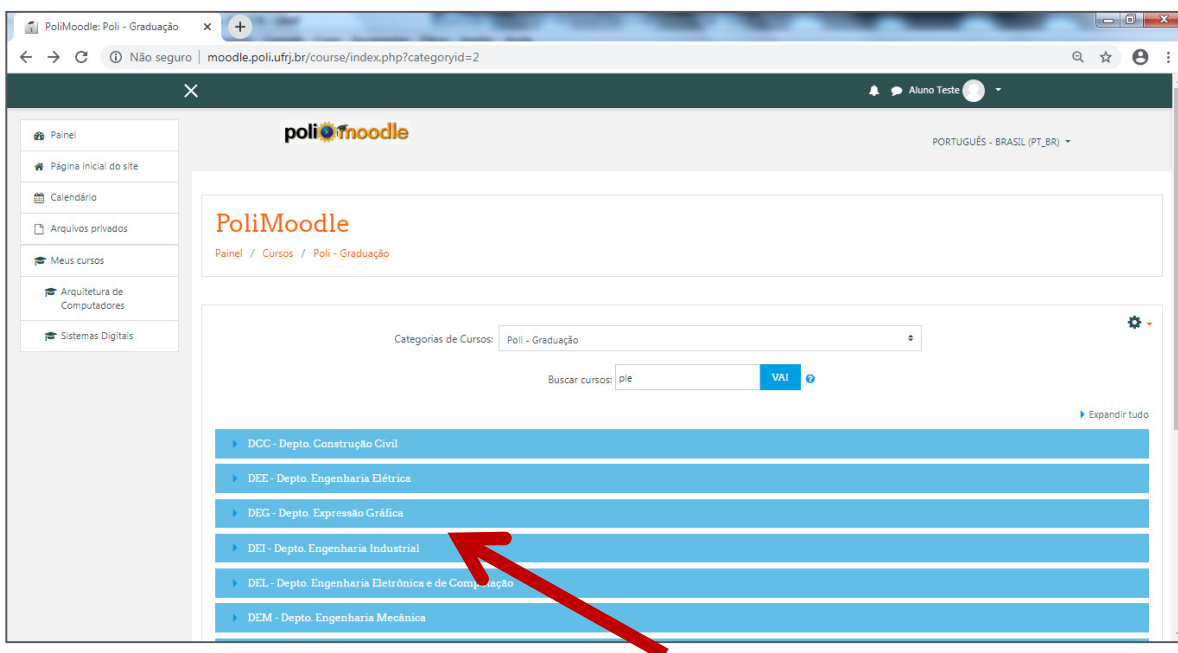 PoliMoodle: Poli - Graduação
Não seguro | moodle.poli.ufrj.br/course/index.php?categoryid=2
Aluno Teste
poli moodle
PORTUGUÊS - BRASIL (PT_BR)
Painel
Página inicial do site
Calendário
Arquivos privados
Meus cursos
Arquitetura de
Computadores
Sistemas Digitais
PoliMoodle
Painel / Cursos / Poli - Graduação
Categorias de Cursos: Poli - Graduação
Buscar cursos: pie VAI
Expandir tudo
DCC - Depto. Construção Civil
DEE - Depto. Engenharia Elétrica
DEG - Depto. Expressão Gráfica
DEI - Depto. Engenharia Industrial
DEL - Depto. Engenharia Eletrônica e de Computação
DEM - Depto. Engenharia Mecânica